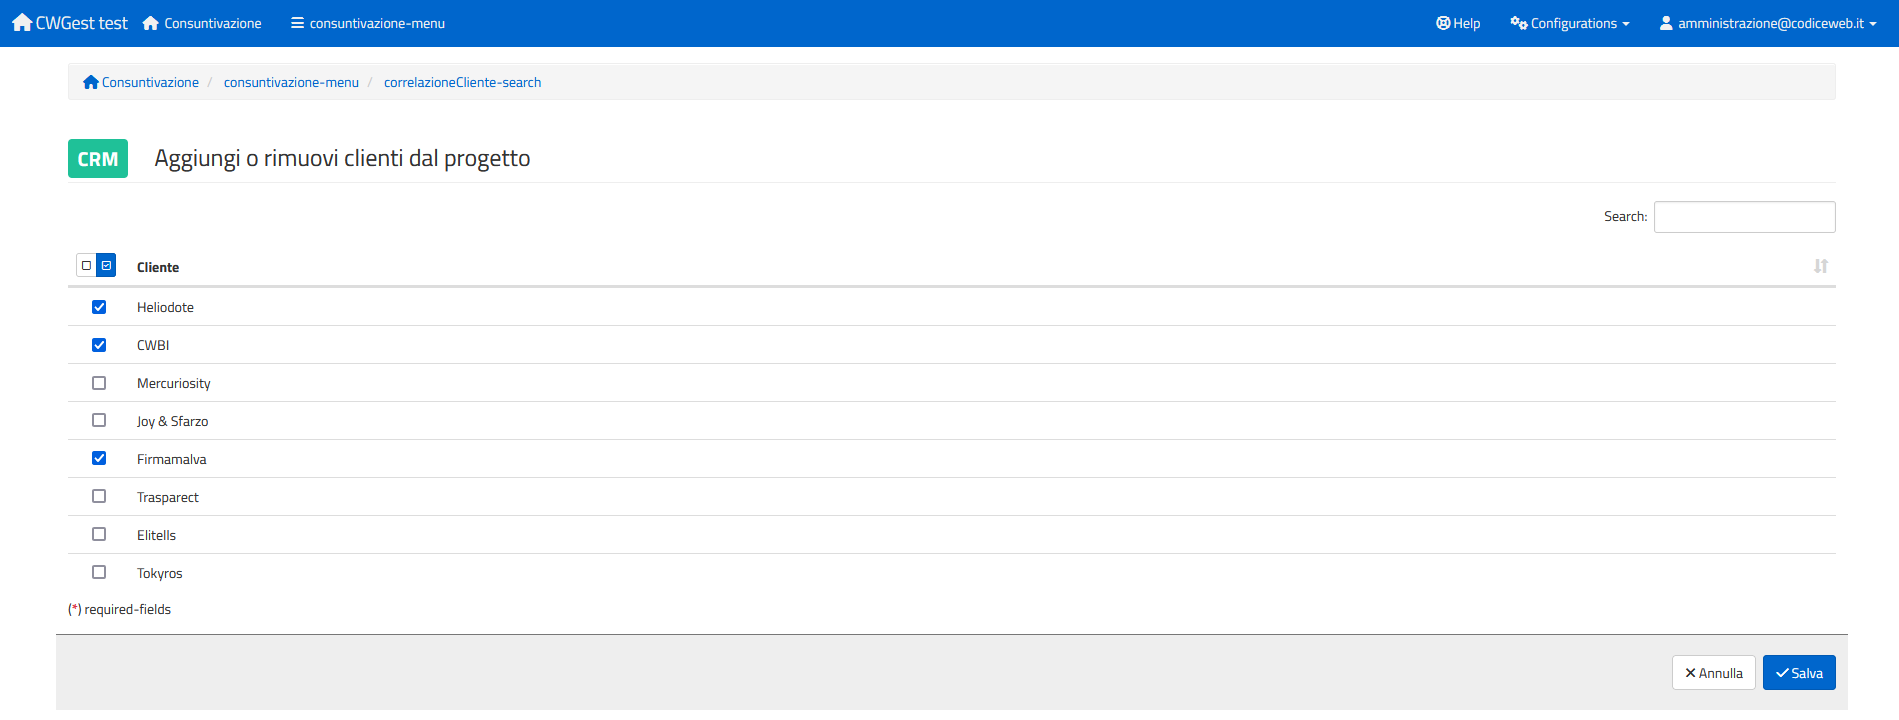 CWGest test Consuntivazione consuntivazione-menu Help Configurations amministrazione@codiceweb.it
Consuntivazione / consuntivazione-menu / correlazioneCliente-search
CRM Aggiungi o rimuovi clienti dal progetto
Search:
Cliente
Heliodote
CWBI
Mercuriosity
Joy & Sfarzo
Firmamalva
Trasparect
Elitells
Tokyros
(*) required-fields
Annulla Salva